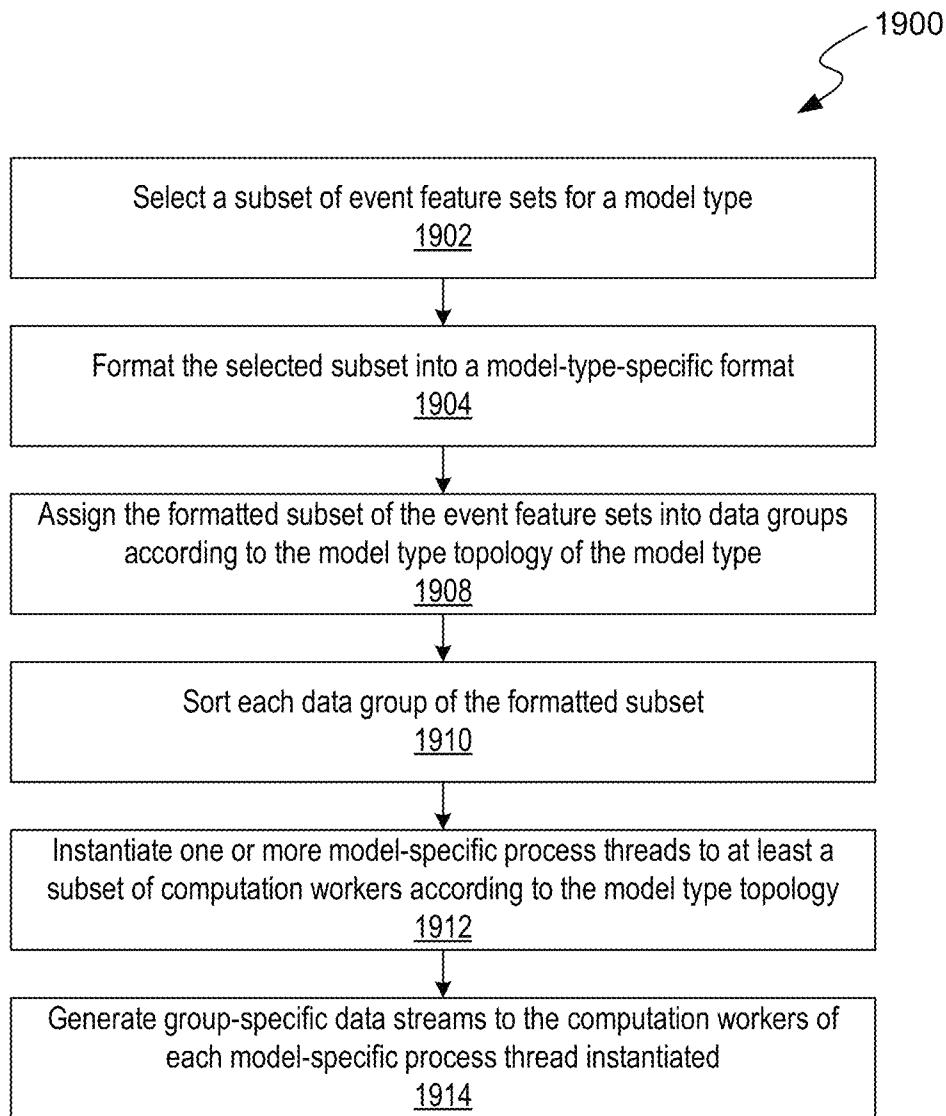 1900
Select a subset of event feature sets for a model type
1902
Format the selected subset into a model-type-specific format
1904
Assign the formatted subset of the event feature sets into data groups
according to the model type topology of the model type
1908
Sort each data group of the formatted subset
1910
Instantiate one or more model-specific process threads to at least a
subset of computation workers according to the model type topology
1912
Generate group-specific data streams to the computation workers of
each model-specific process thread instantiated
1914